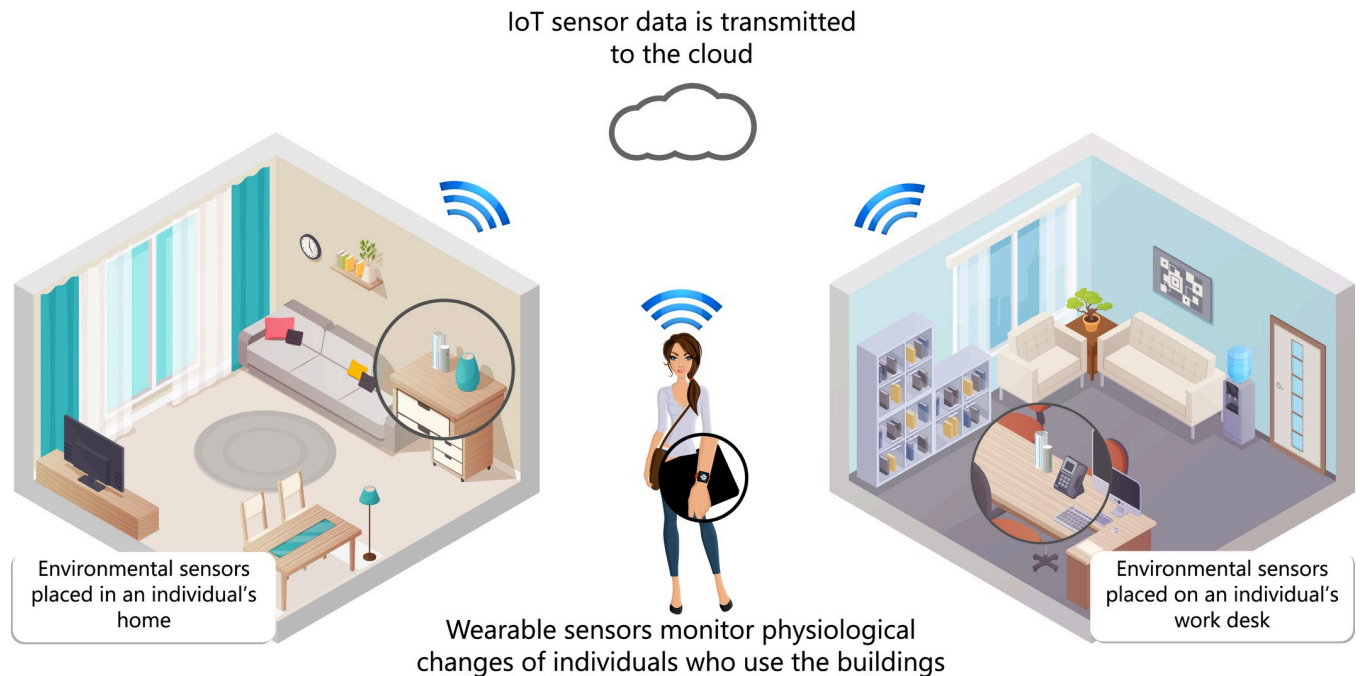 IoT sensor data is transmitted
to the cloud
Environmental sensors
placed in an individual's
home
Wearable sensors monitor physiological
changes of individuals who use the buildings
Environmental sensors
placed on an individual's
work desk